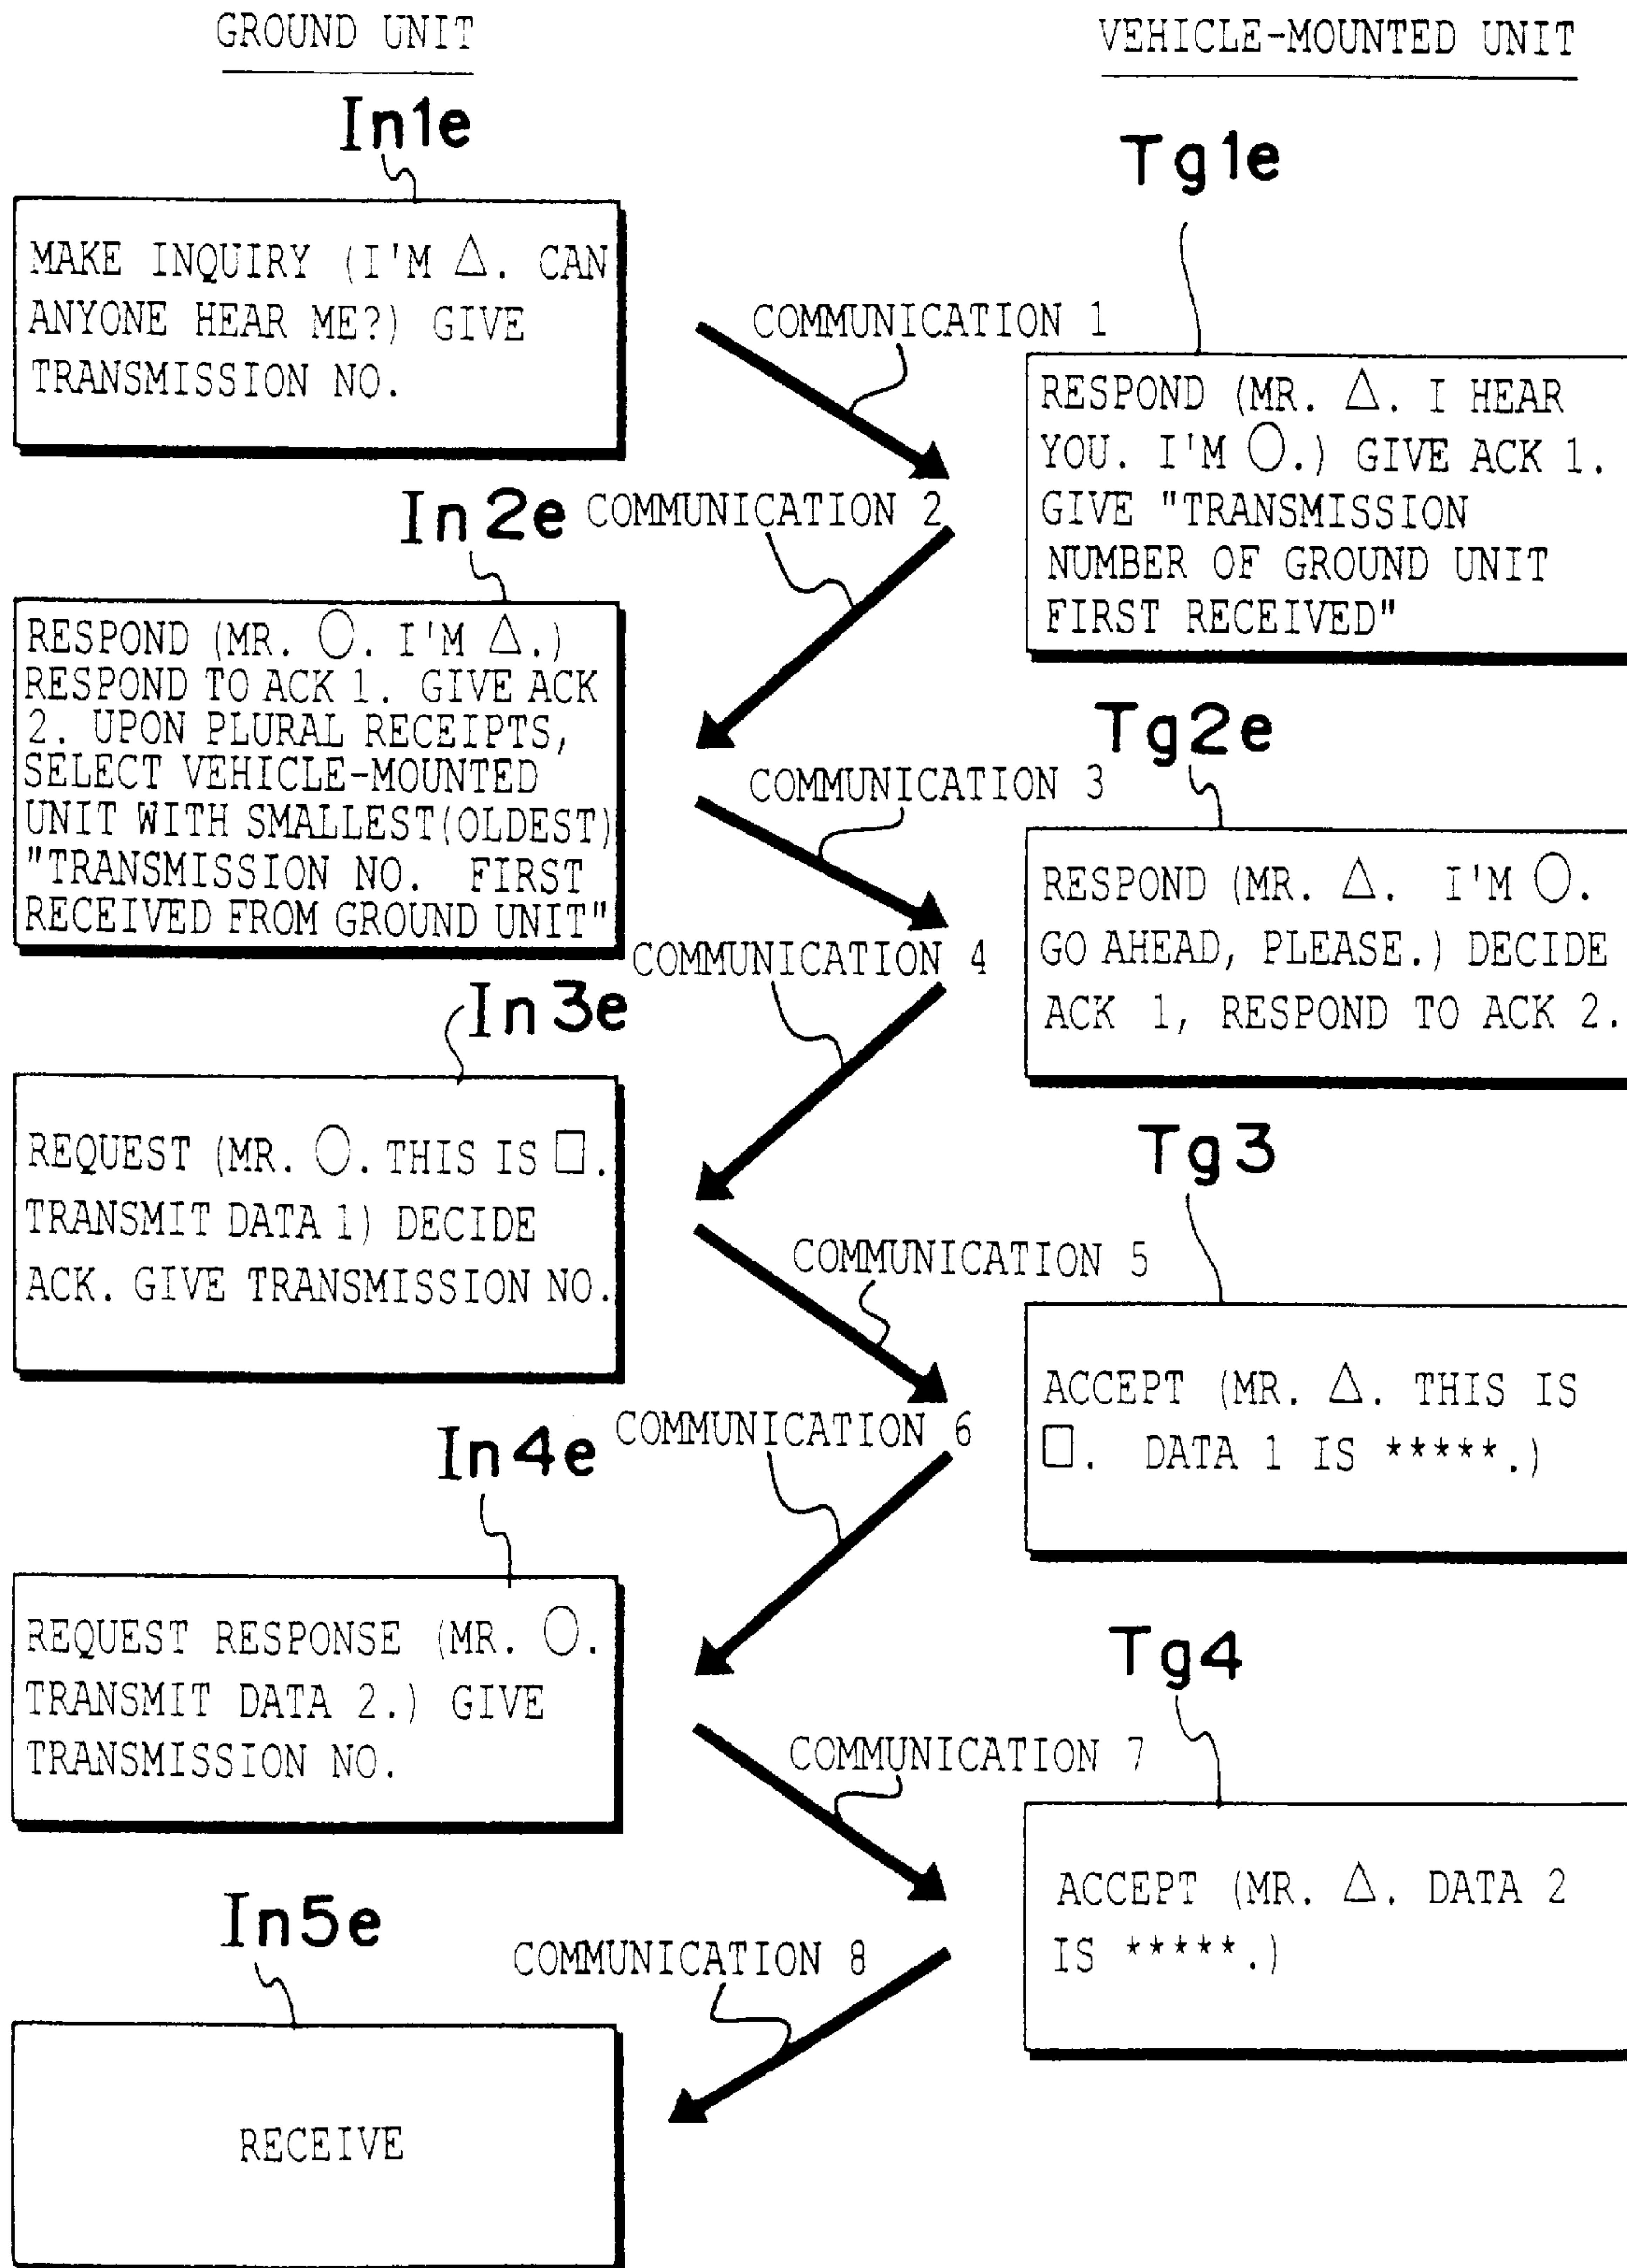 GROUND UNIT
VEHICLE-MOUNTED UNIT
In1e
MAKE INQUIRY (I'M △. CAN
ANYONE HEAR ME?) GIVE
TRANSMISSION NO.
COMMUNICATION 1
Tg1e
RESPOND (MR. △. I HEAR
YOU. I'M ○.) GIVE ACK 1.
GIVE "TRANSMISSION
NUMBER OF GROUND UNIT
FIRST RECEIVED"
COMMUNICATION 2
In2e
RESPOND (MR. ○. I'M △.)
RESPOND TO ACK 1. GIVE ACK
2. UPON PLURAL RECEIPTS,
SELECT VEHICLE-MOUNTED
UNIT WITH SMALLEST(OLDEST)
"TRANSMISSION NO. FIRST
RECEIVED FROM GROUND UNIT"
COMMUNICATION 3
Tg2e
RESPOND (MR. △. I'M ○.
GO AHEAD, PLEASE.) DECIDE
ACK 1, RESPOND TO ACK 2.
COMMUNICATION 4
In3e
REQUEST (MR. ○. THIS IS □.
TRANSMIT DATA 1) DECIDE
ACK. GIVE TRANSMISSION NO.
COMMUNICATION 5
Tg3
ACCEPT (MR. △. THIS IS
□. DATA 1 IS *****.)
COMMUNICATION 6
In4e
REQUEST RESPONSE (MR. ○.
TRANSMIT DATA 2.) GIVE
TRANSMISSION NO.
COMMUNICATION 7
Tg4
ACCEPT (MR. △. DATA 2
IS *****.)
COMMUNICATION 8
In5e
RECEIVE